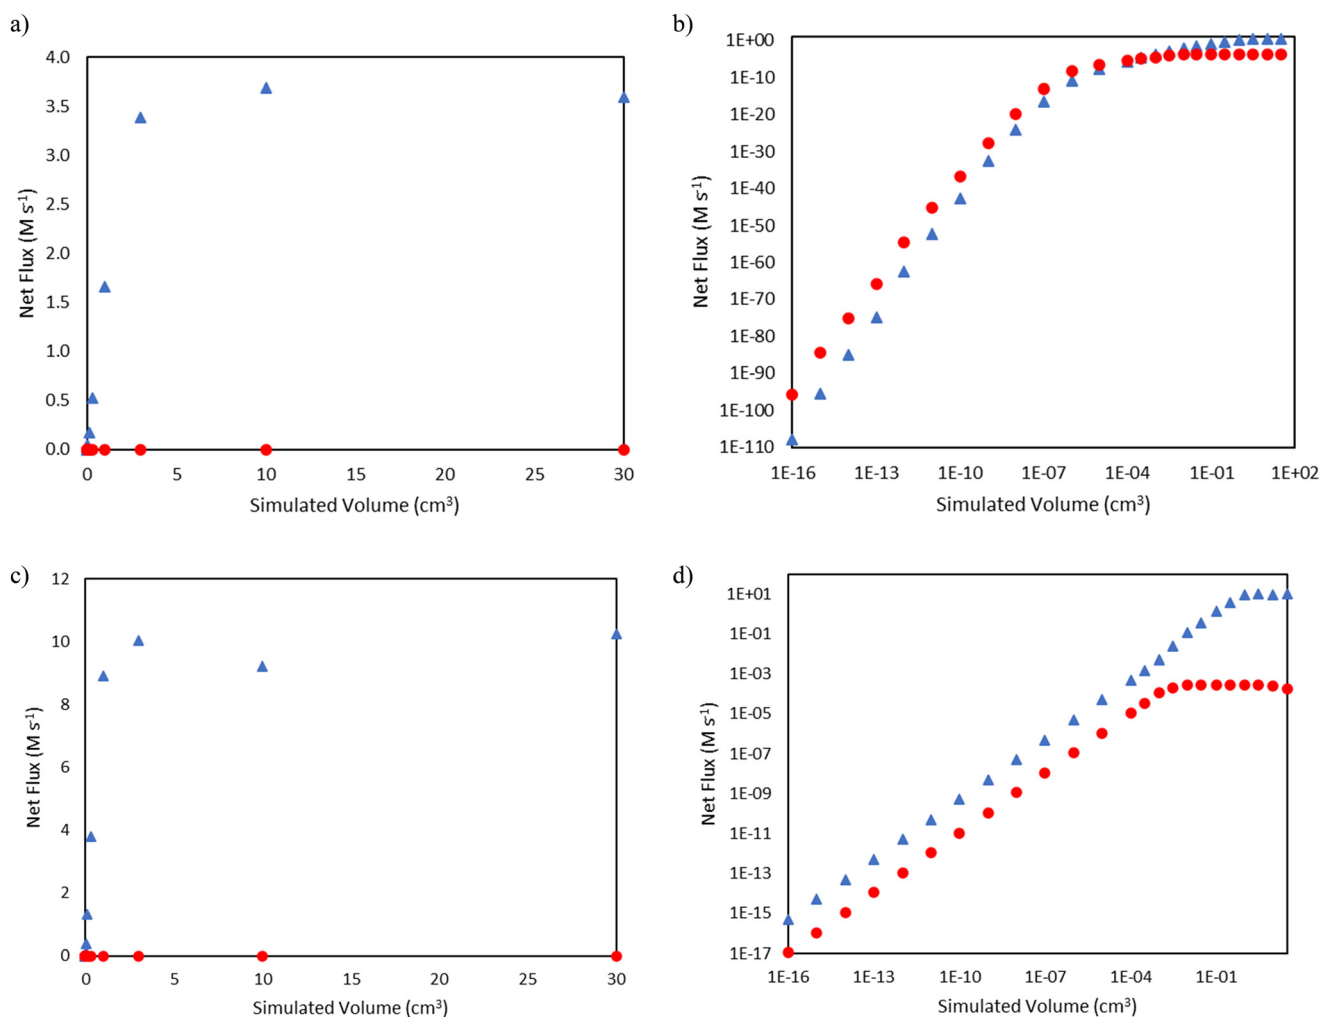 a)
4.0
3.5
3.0
2.5
2.0
1.5
1.0
0.5
0.0
Net Flux (M s⁻¹)
0 5 10 15 20 25 30
Simulated Volume (cm³)
b)
1E+00
1E-10
1E-20
1E-30
1E-40
1E-50
1E-60
1E-70
1E-80
1E-90
1E-100
1E-110
Net Flux (M s⁻¹)
1E-16 1E-13 1E-10 1E-07 1E-04 1E-01 1E+02
Simulated Volume (cm³)
c)
12
10
8
6
4
2
0
Net Flux (M s⁻¹)
0 5 10 15 20 25 30
Simulated Volume (cm³)
d)
1E+01
1E-01
1E-03
1E-05
1E-07
1E-09
1E-11
1E-13
1E-15
1E-17
Net Flux (M s⁻¹)
1E-16 1E-13 1E-10 1E-07 1E-04 1E-01
Simulated Volume (cm³)